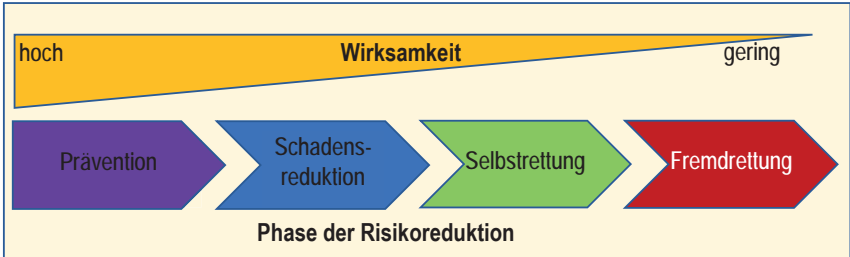 hoch
Wirksamkeit
gering
Prävention
Schadens-
reduktion
Selbstrettung
Fremdrettung
Phase der Risikoreduktion